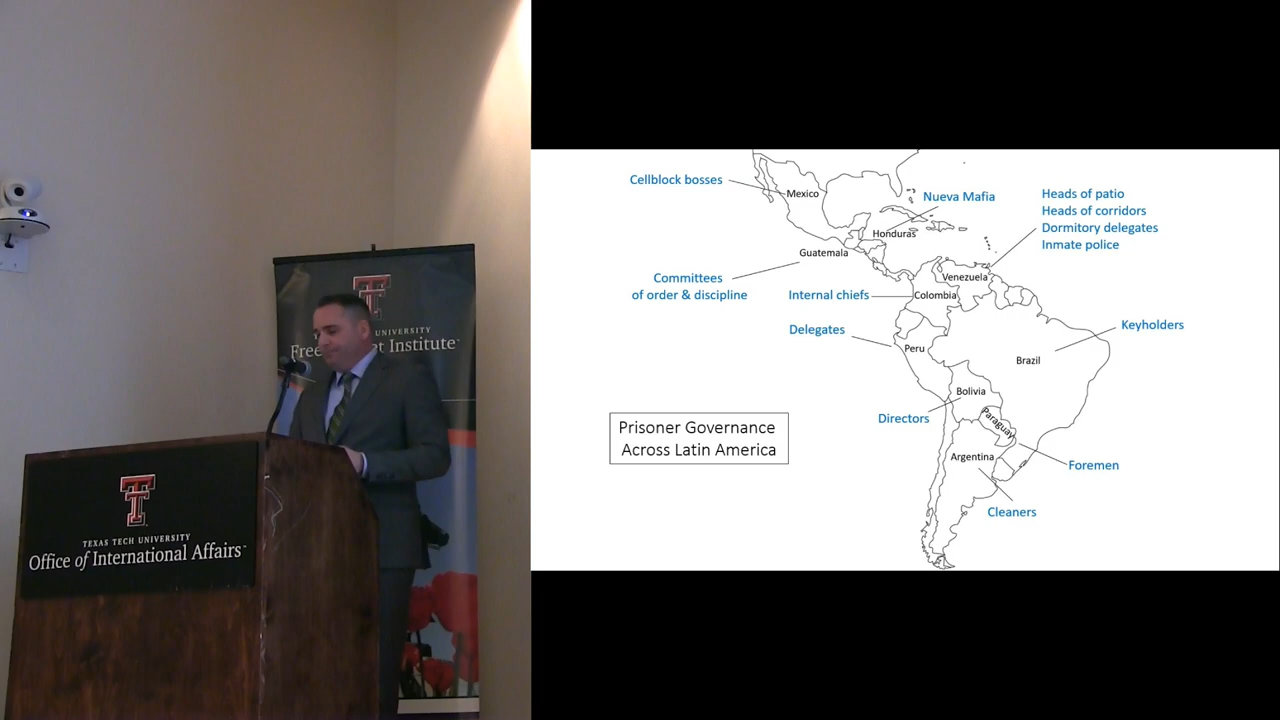 UNIVERSITY
Free Market Institute
TEXAS TECH UNIVERSITY
Office of International Affairs
Cellblock bosses
Mexico
Nueva Mafia
Heads of patio
Heads of corridors
Dormitory delegates
Inmate police
Honduras
Guatemala
Committees
of order & discipline
Venezuela
Internal chiefs
Colombia
Delegates
Keyholders
Peru
Brazil
Bolivia
Directors
Paraguay
Prisoner Governance
Across Latin America
Argentina
Foremen
Cleaners